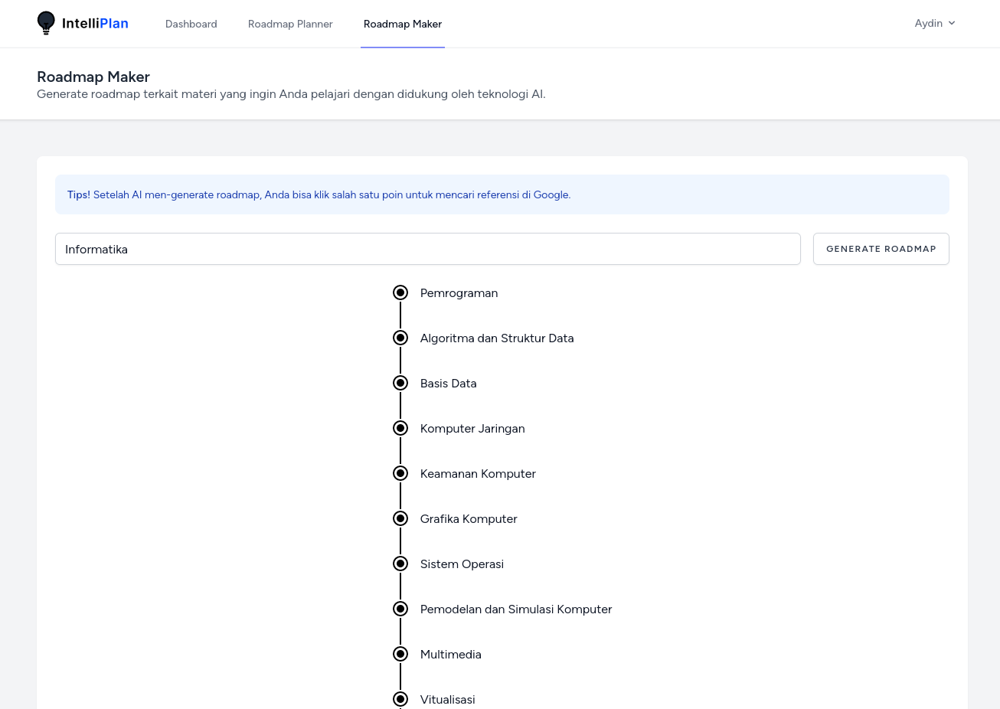 IntelliPlan
Dashboard
Roadmap Planner
Roadmap Maker
Aydin
Roadmap Maker
Generate roadmap terkait materi yang ingin Anda pelajari dengan didukung oleh teknologi AI.
Tips! Setelah AI men-generate roadmap, Anda bisa klik salah satu poin untuk mencari referensi di Google.
Informatika
GENERATE ROADMAP
Pemrograman
Algoritma dan Struktur Data
Basis Data
Komputer Jaringan
Keamanan Komputer
Grafika Komputer
Sistem Operasi
Pemodelan dan Simulasi Komputer
Multimedia
Vitualisasi